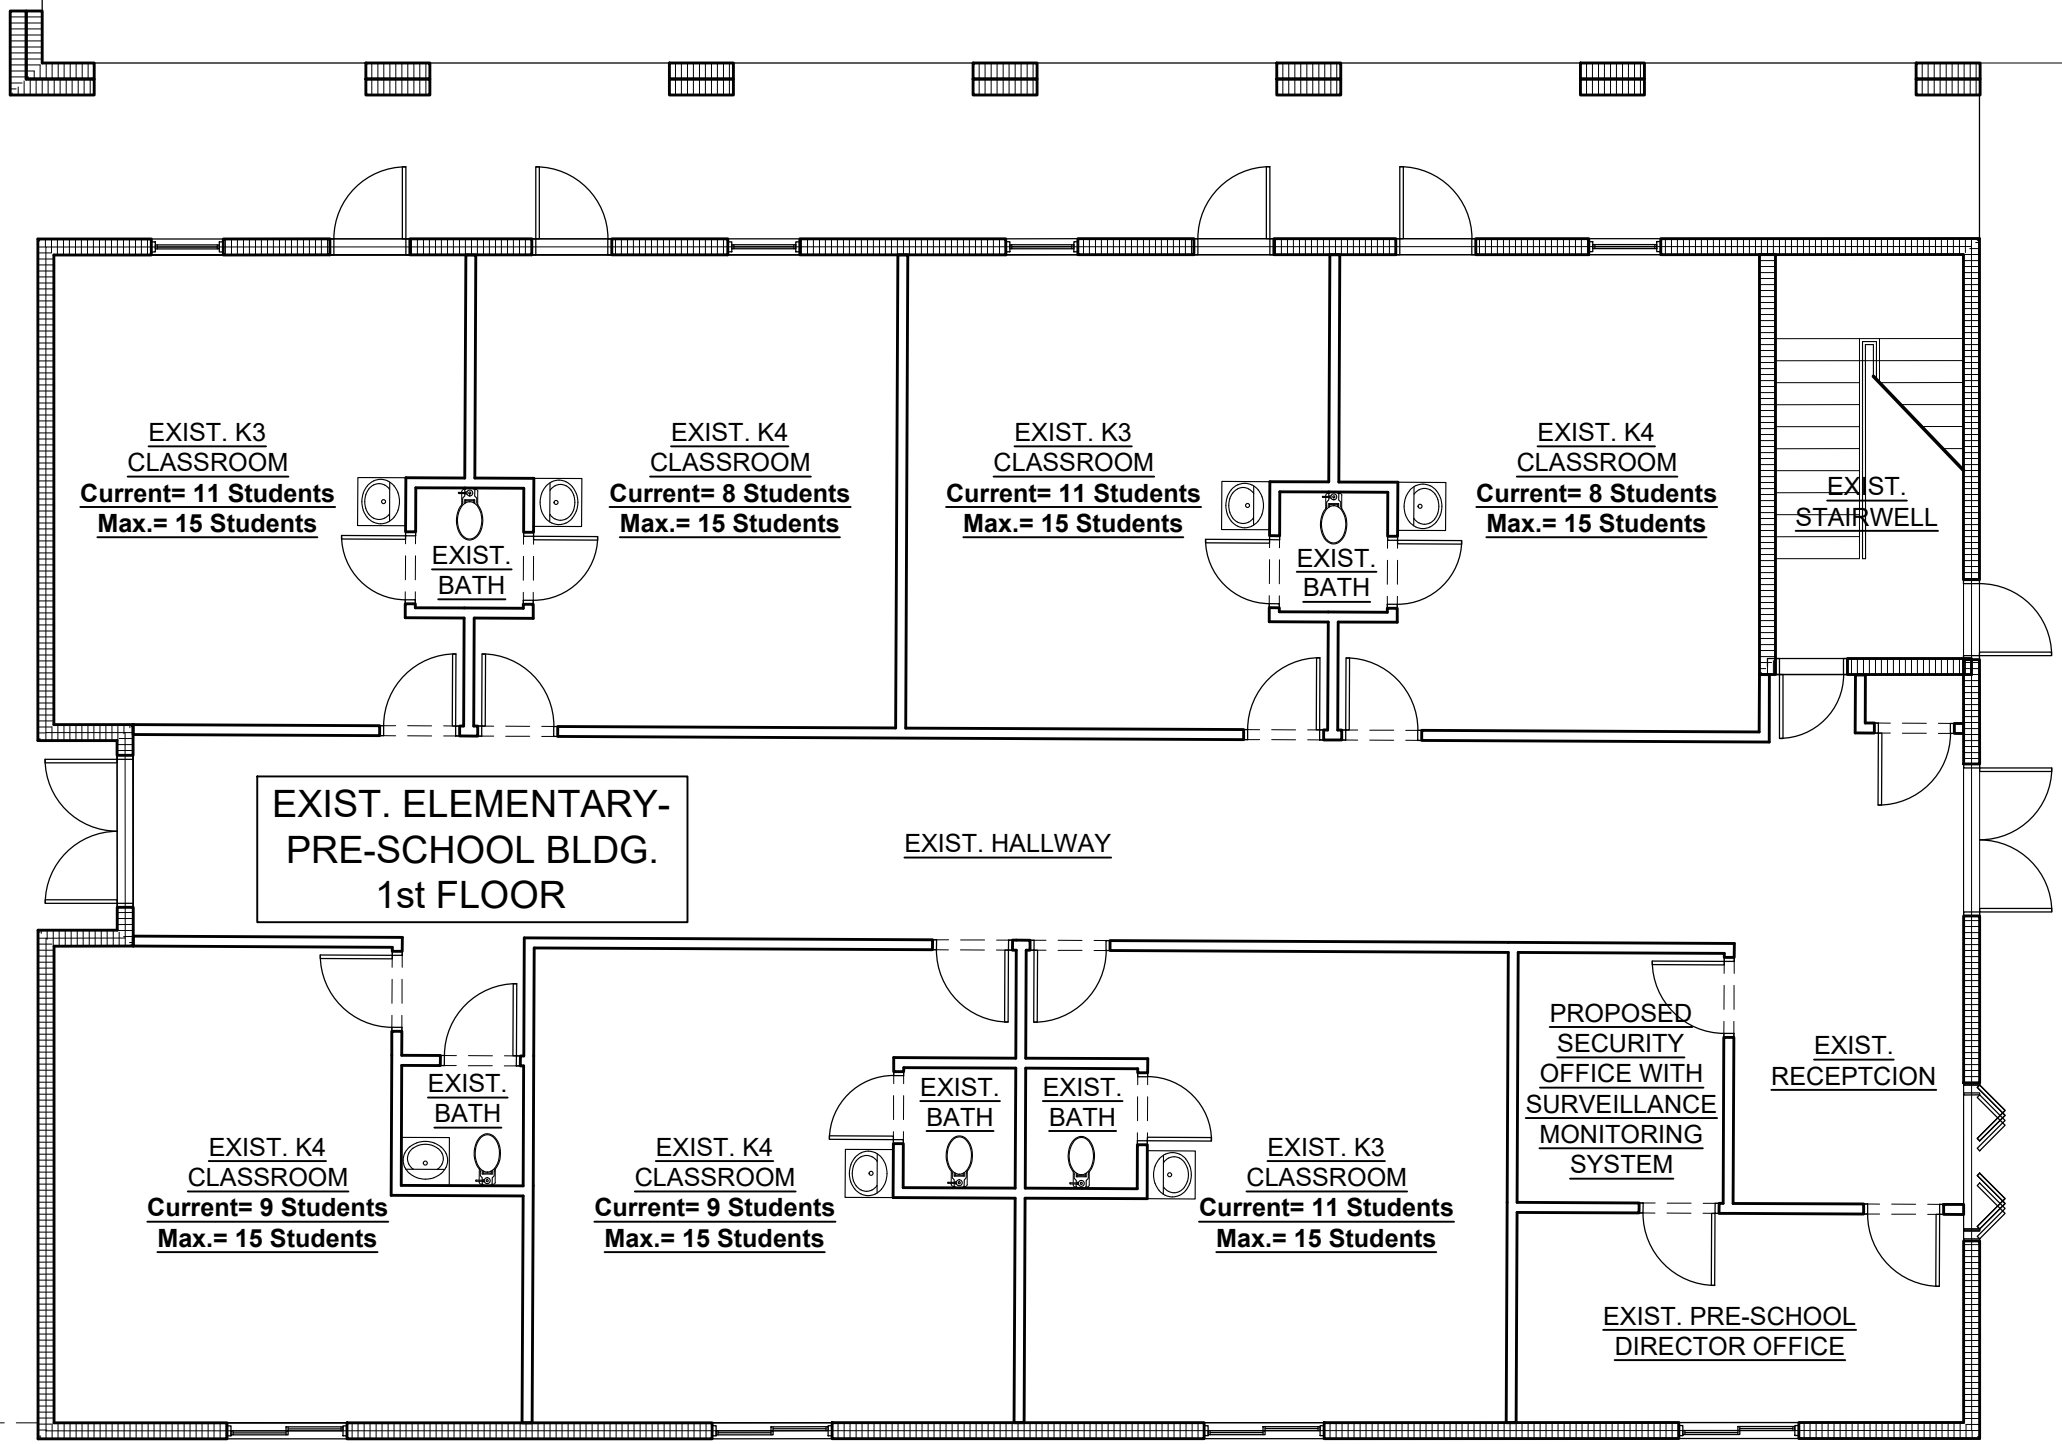 EXIST. K3
CLASSROOM
Current= 11 Students
Max.= 15 Students
EXIST.
BATH
EXIST. K4
CLASSROOM
Current= 8 Students
Max.= 15 Students
EXIST. K3
CLASSROOM
Current= 11 Students
Max.= 15 Students
EXIST.
BATH
EXIST. K4
CLASSROOM
Current= 8 Students
Max.= 15 Students
EXIST.
STAIRWELL
EXIST. ELEMENTARY-
PRE-SCHOOL BLDG.
1st FLOOR
EXIST. HALLWAY
EXIST. K4
CLASSROOM
Current= 9 Students
Max.= 15 Students
EXIST.
BATH
EXIST. K4
CLASSROOM
Current= 9 Students
Max.= 15 Students
EXIST.
BATH
EXIST.
BATH
EXIST. K3
CLASSROOM
Current= 11 Students
Max.= 15 Students
PROPOSED
SECURITY
OFFICE WITH
SURVEILLANCE
MONITORING
SYSTEM
EXIST.
RECEPTCION
EXIST. PRE-SCHOOL
DIRECTOR OFFICE